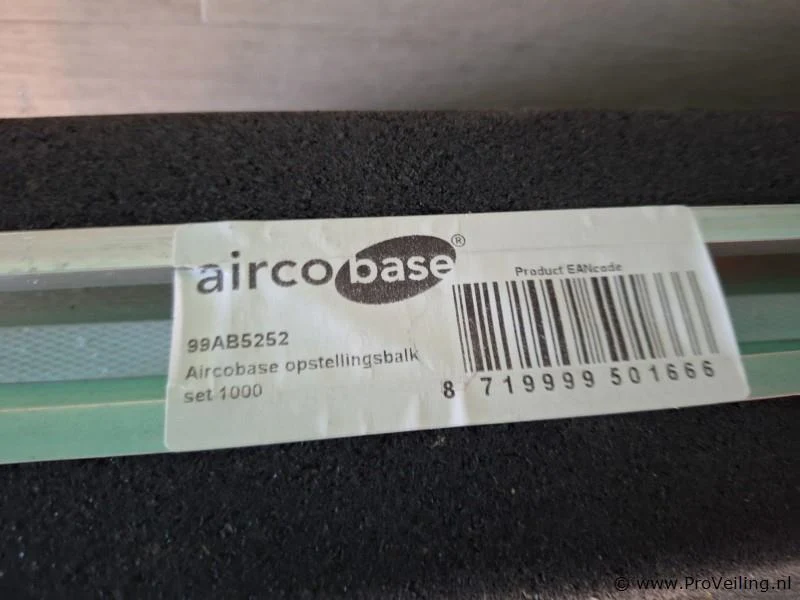 aircobase®
Product EANcode
99AB5252
Aircobase opstellingsbalk
set 1000
8 719999 501666
© www.ProVeiling.nl